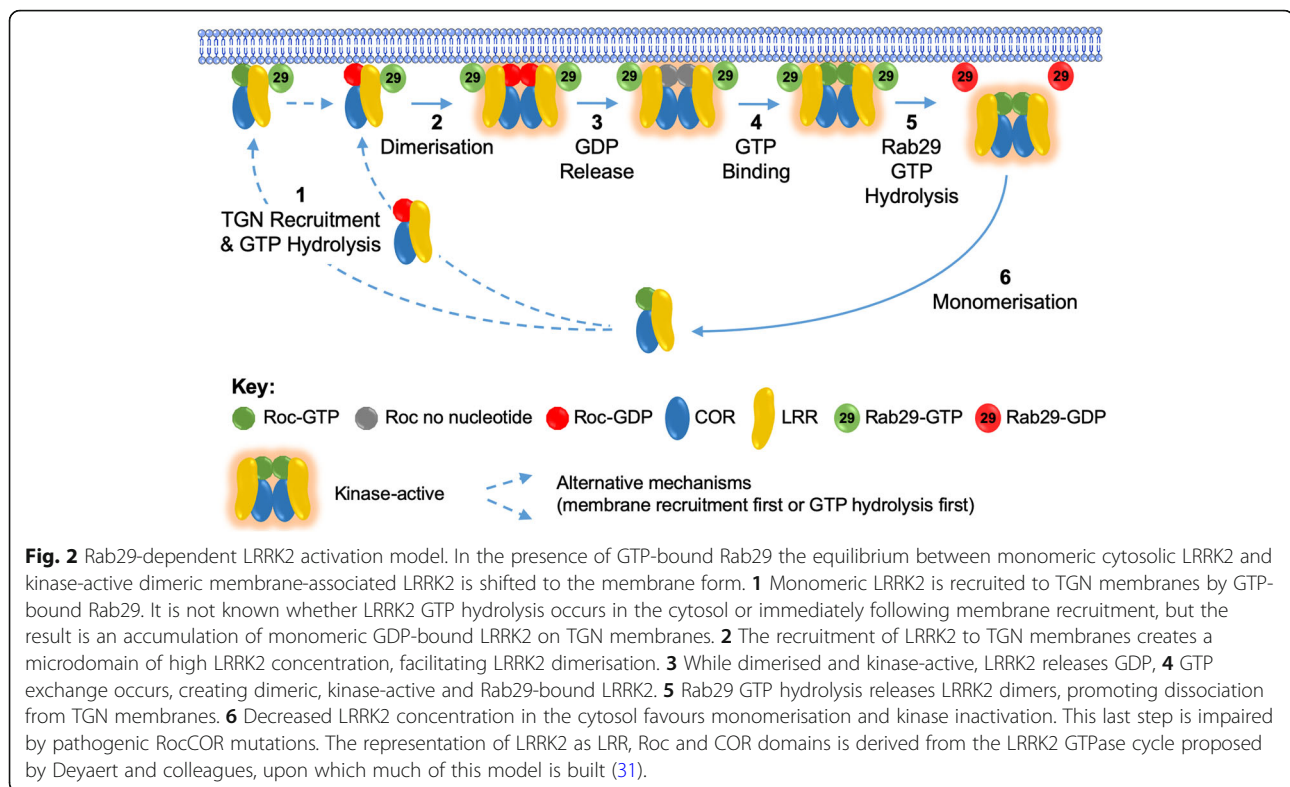 29 29 29 29 29 29 29 29 29 29
2
Dimerisation
3
GDP
Release
4
GTP
Binding
5
Rab29
GTP
Hydrolysis
1
TGN Recruitment
& GTP Hydrolysis
6
Monomerisation
Key:
Roc-GTP Roc no nucleotide Roc-GDP COR LRR 29 Rab29-GTP 29 Rab29-GDP
Kinase-active
Alternative mechanisms
(membrane recruitment first or GTP hydrolysis first)
Fig. 2 Rab29-dependent LRRK2 activation model. In the presence of GTP-bound Rab29 the equilibrium between monomeric cytosolic LRRK2 and
kinase-active dimeric membrane-associated LRRK2 is shifted to the membrane form. 1 Monomeric LRRK2 is recruited to TGN membranes by GTP-
bound Rab29. It is not known whether LRRK2 GTP hydrolysis occurs in the cytosol or immediately following membrane recruitment, but the
result is an accumulation of monomeric GDP-bound LRRK2 on TGN membranes. 2 The recruitment of LRRK2 to TGN membranes creates a
microdomain of high LRRK2 concentration, facilitating LRRK2 dimerisation. 3 While dimerised and kinase-active, LRRK2 releases GDP, 4 GTP
exchange occurs, creating dimeric, kinase-active and Rab29-bound LRRK2. 5 Rab29 GTP hydrolysis releases LRRK2 dimers, promoting dissociation
from TGN membranes. 6 Decreased LRRK2 concentration in the cytosol favours monomerisation and kinase inactivation. This last step is impaired
by pathogenic RocCOR mutations. The representation of LRRK2 as LRR, Roc and COR domains is derived from the LRRK2 GTPase cycle proposed
by Deyaert and colleagues, upon which much of this model is built (31).